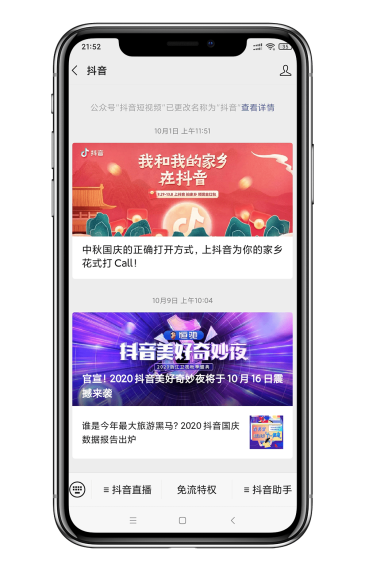 21:52
抖音
公众号"抖音短视频"已更改名称为"抖音"查看详情
10月1日 上午11:51
抖音
我和我的家乡
在抖音
中秋国庆的正确打开方式，上抖音为你的家乡
花式打 Call！
10月9日 上午10:04
抖音美好奇妙夜
官宣！2020 抖音美好奇妙夜将于 10 月 16 日震
撼来袭
谁是今年最大旅游黑马？2020 抖音国庆
数据报告出炉
抖音直播
免流特权
抖音助手